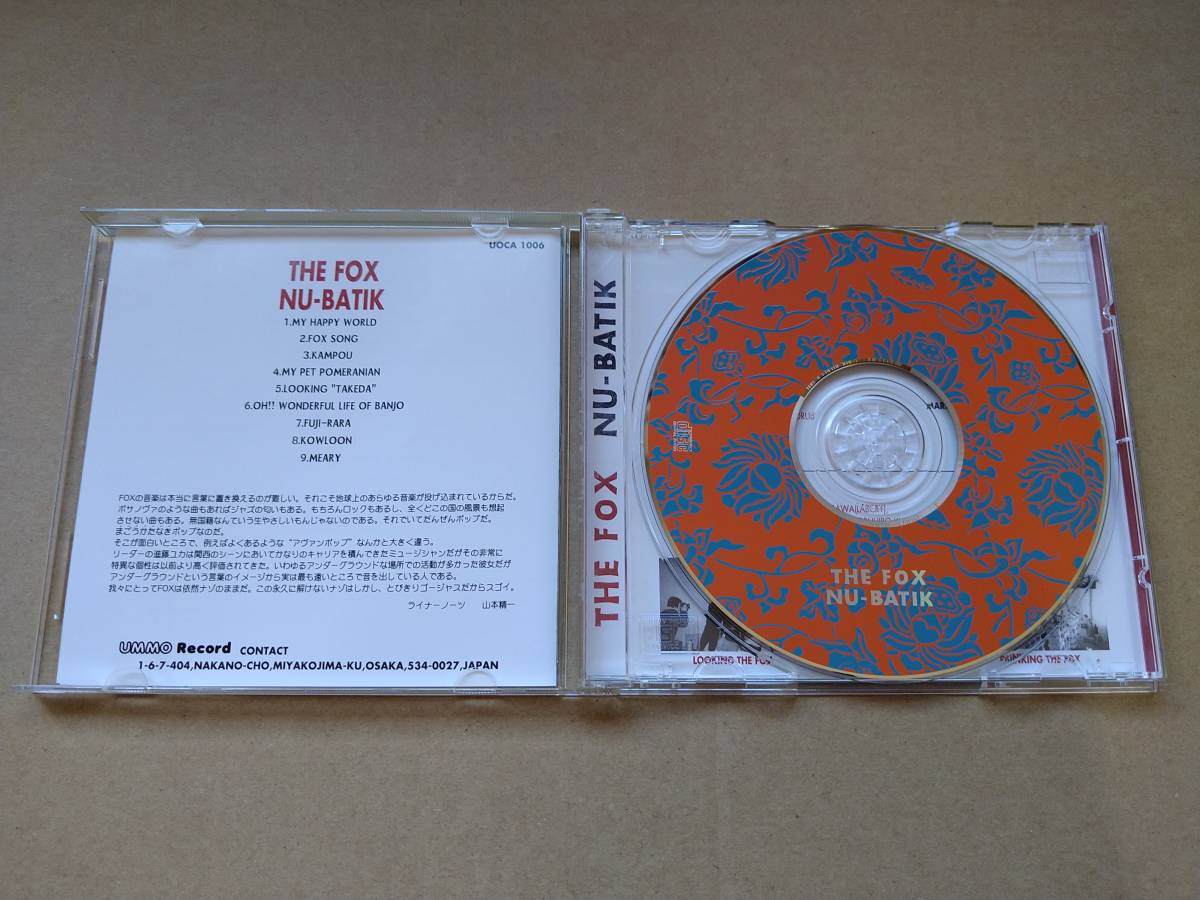 UOCA 1006
THE FOX
NU-BATIK
1.MY HAPPY WORLD
2.FOX SONG
3.KAMPOU
4.MY PET POMERANIAN
5.LOOKING "TAKEDA"
6.OH!! WONDERFUL LIFE OF BANJO
7.FUJI-RARA
8.KOWLOON
9.MEARY
FOXの音楽は本当に言葉に置き換えるのが難しい。それこそ地球上のあらゆる音楽が投げ込まれているからだ。
ボサノヴァのような曲もあればジャズの匂いもある。もちろんロックもあるし、全くどこの国の風景も想起
させない曲もある。無国籍なんていう生やさしいもんじゃないのである。それでいてだんぜんポップだ。
まごうかたなきポップなのだ。
そこが面白いところで、例えばよくあるような "アヴァンポップ" なんかと大きく違う。
リーダーの進藤ユカは関西のシーンにおいてかなりのキャリアを積んできたミュージシャンだがその非常に
特異な個性は以前より高く評価されてきた。いわゆるアンダーグラウンドな場所での活動が多かった彼女だが
アンダーグラウンドという言葉のイメージから実は最も遠いところで音を出している人である。
我々にとってFOXは依然ナゾのままだ。この永久に解けないナゾはしかし、とびきりゴージャスだからスゴイ。
ライナーノーツ 山本精一
UMMO Record CONTACT
1-6-7-404,NAKANO-CHO,MIYAKOJIMA-KU,OSAKA,534-0027,JAPAN
THE FOX NU-BATIK
THE FOX
NU-BATIK
LOOKING THE FOX
DRINKING THE FOX